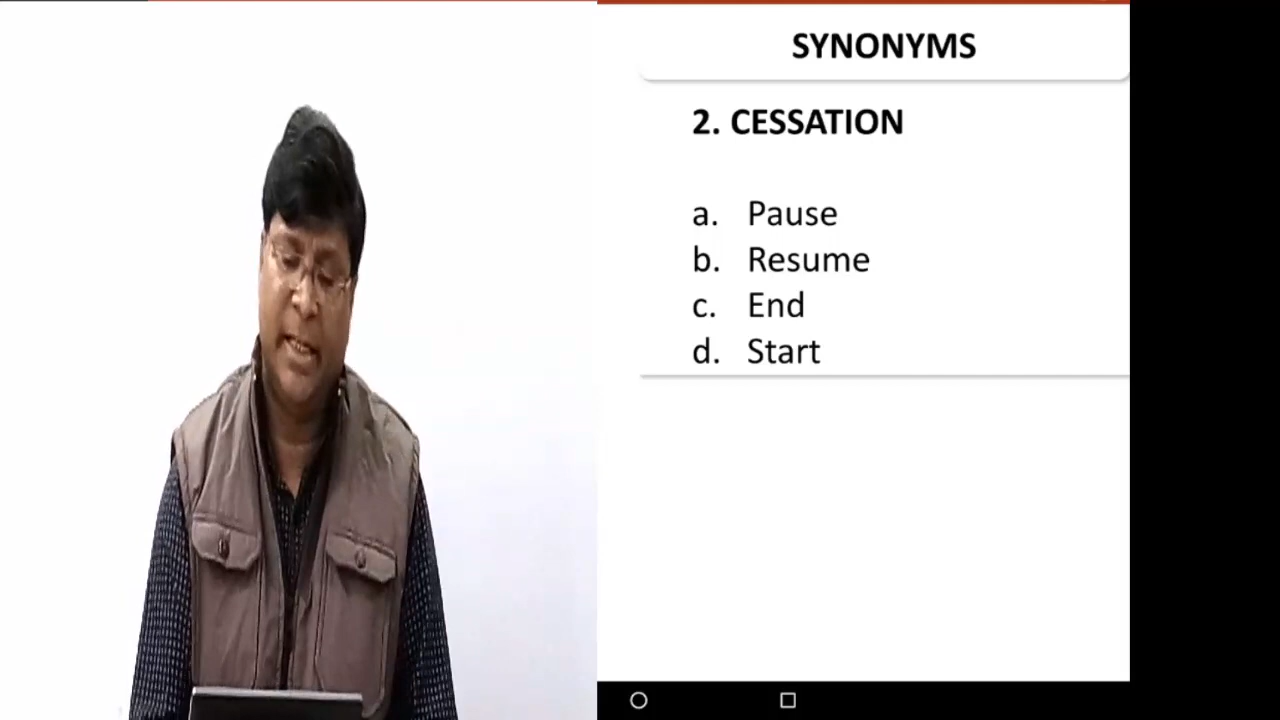 SYNONYMS
2. CESSATION
a. Pause
b. Resume
c. End
d. Start